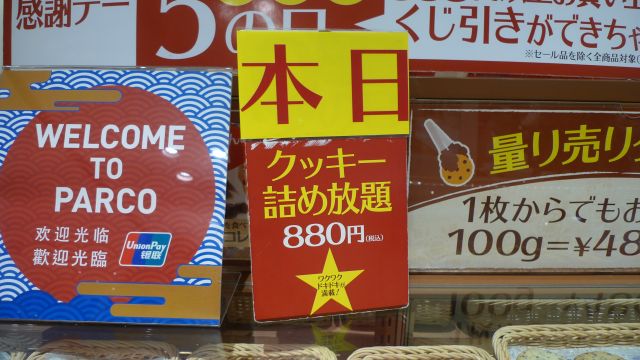 感謝デー
5の日
くじ引きができちゃ
※セール品を除く全商品対象
本日
クッキー
詰め放題
880円(税込)
ワクワク
ドキドキが
満載!
WELCOME
TO
PARCO
欢迎光临
歡迎光臨
UnionPay
银联
量り売り
1枚からでもお
100g=¥48